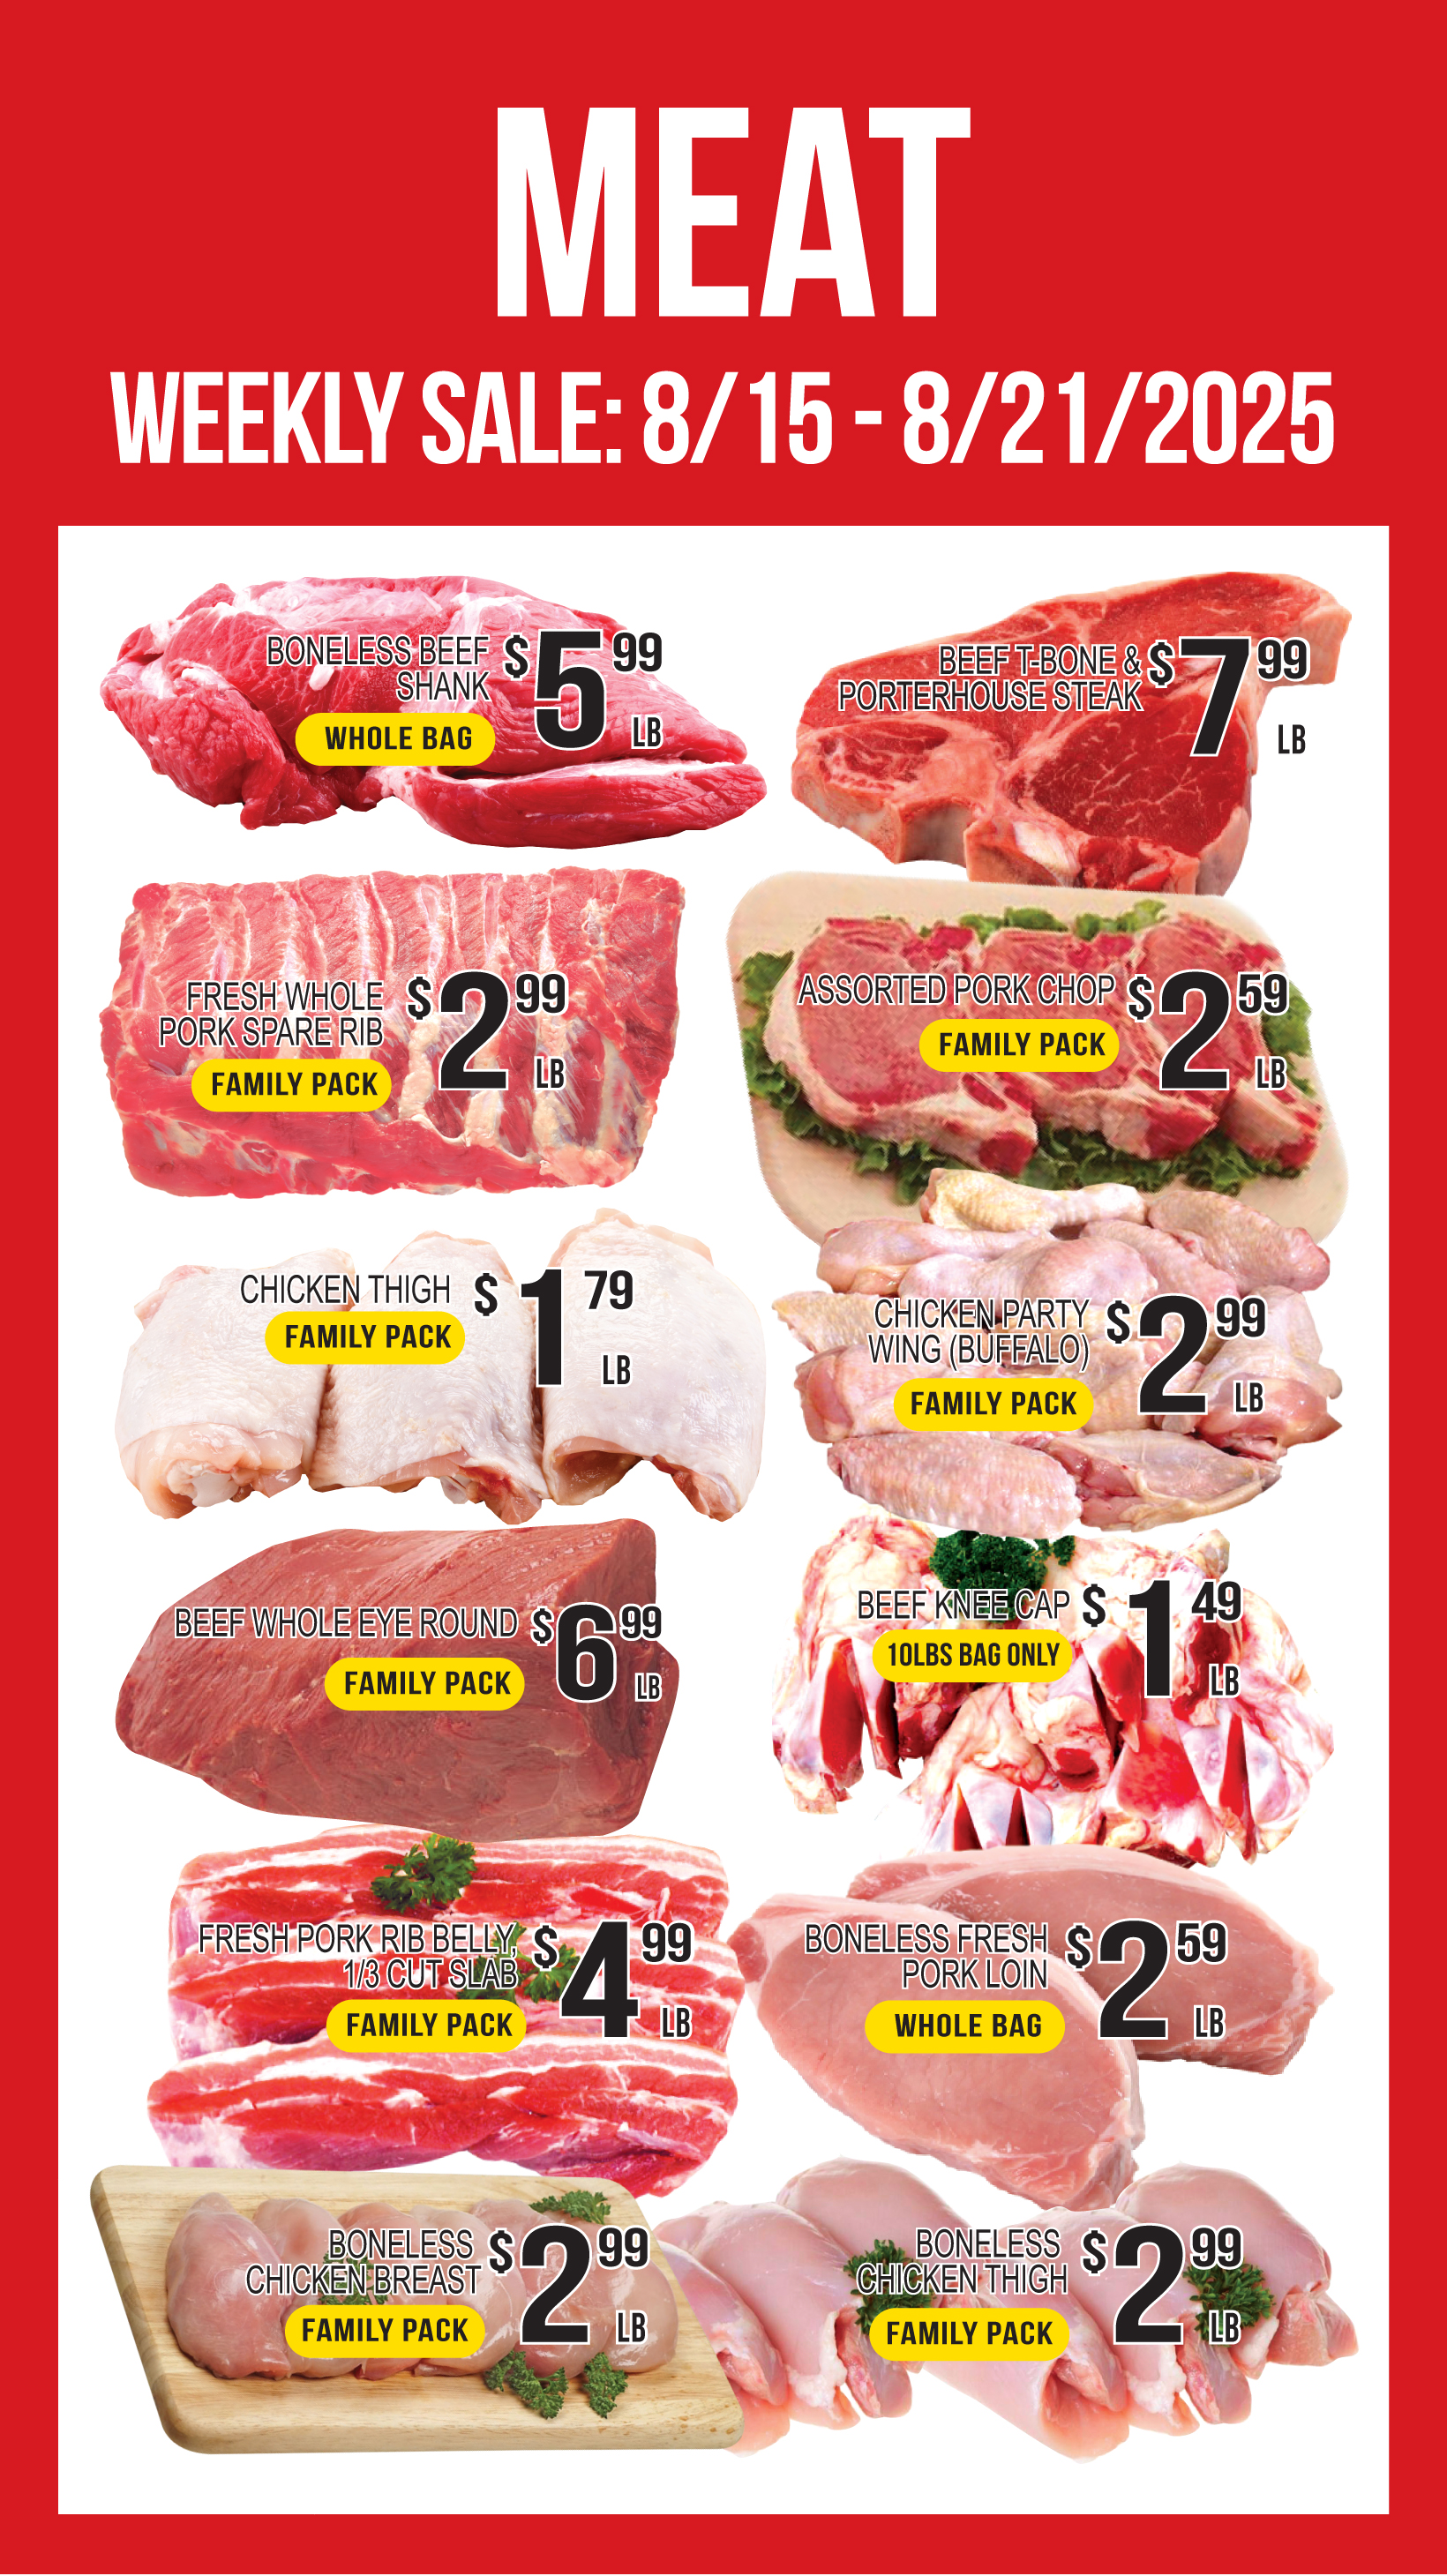 MEAT
WEEKLY SALE: 8/15 - 8/21/2025
BONELESS BEEF
SHANK
WHOLE BAG
$5 99
LB
BEEF T-BONE &
PORTERHOUSE STEAK
$7 99
LB
FRESH WHOLE
PORK SPARE RIB
FAMILY PACK
$2 99
LB
ASSORTED PORK CHOP
FAMILY PACK
$2 59
LB
CHICKEN THIGH
FAMILY PACK
$1 79
LB
CHICKEN PARTY
WING (BUFFALO)
FAMILY PACK
$2 99
LB
BEEF WHOLE EYE ROUND
FAMILY PACK
$6 99
LB
BEEF KNEE CAP
10LBS BAG ONLY
$1 49
LB
FRESH PORK RIB BELLY,
1/3 CUT SLAB
FAMILY PACK
$4 99
LB
BONELESS FRESH
PORK LOIN
WHOLE BAG
$2 59
LB
BONELESS
CHICKEN BREAST
FAMILY PACK
$2 99
LB
BONELESS
CHICKEN THIGH
FAMILY PACK
$2 99
LB